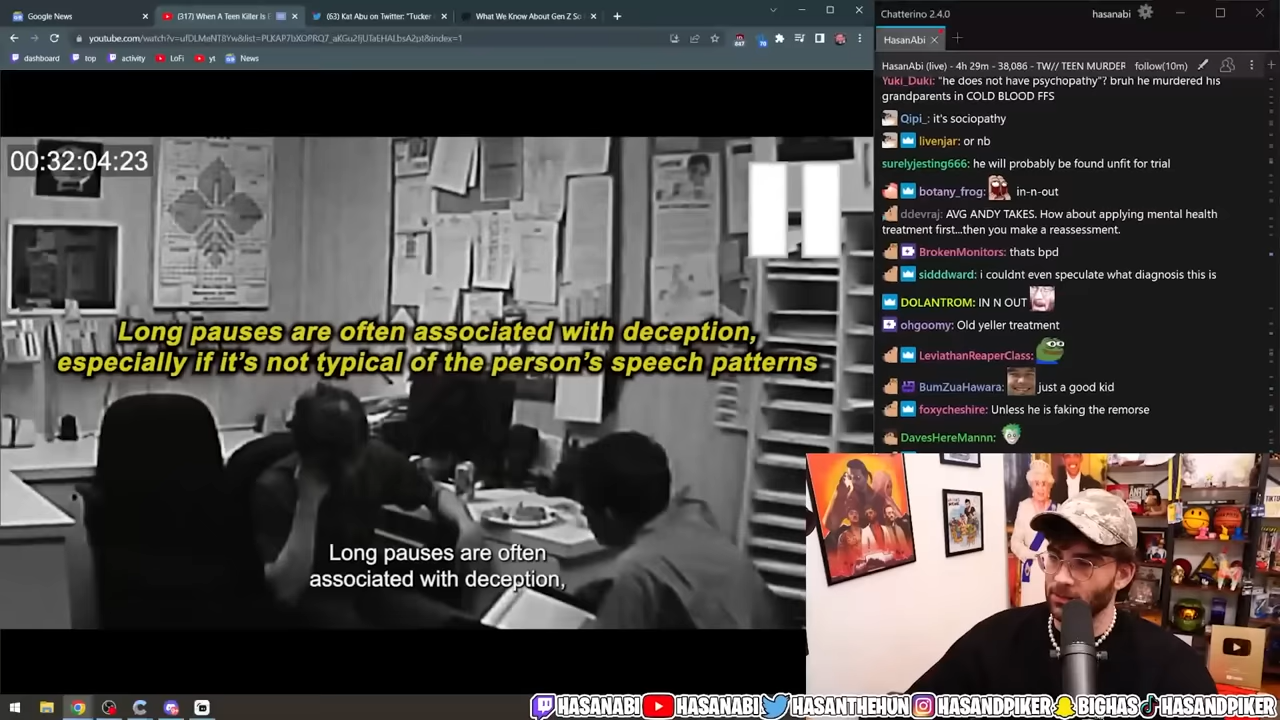 Google News
(317) When A Teen Killer Is
(63) Kat Abu on Twitter: "Tucker
What We Know About Gen Z So
youtube.com/watch?v=ufDLMeNT8Yw&list=PLKAP7bXOPRQ7_aKGu2fjUTaEHALbsA2pt&index=1
dashboard
top
activity
LoFi
yt
News
00:32:04:23
Long pauses are often associated with deception,
especially if it's not typical of the person's speech patterns
Long pauses are often
associated with deception,
Chatterino 2.4.0
hasanabi
HasanAbi
HasanAbi (live) - 4h 29m - 38,086 - TW// TEEN MURDER
follow(10m)
Yuki_Duki: "he does not have psychopathy"? bruh he murdered his
grandparents in COLD BLOOD FFS
Qipi_: it's sociopathy
livenjar: or nb
surelyjesting666: he will probably be found unfit for trial
botany_frog: in-n-out
ddevraj: AVG ANDY TAKES. How about applying mental health
treatment first...then you make a reassessment.
BrokenMonitors: thats bpd
sidddward: i couldnt even speculate what diagnosis this is
DOLANTROM: IN N OUT
ohgoomy: Old yeller treatment
LeviathanReaperClass:
BumZuaHawara: just a good kid
foxycheshire: Unless he is faking the remorse
DavesHereMannn:
HASANABI
HASANABI
HASANTHEHUN
HASANDPIKER
BIGHAS
HASANDPIKER